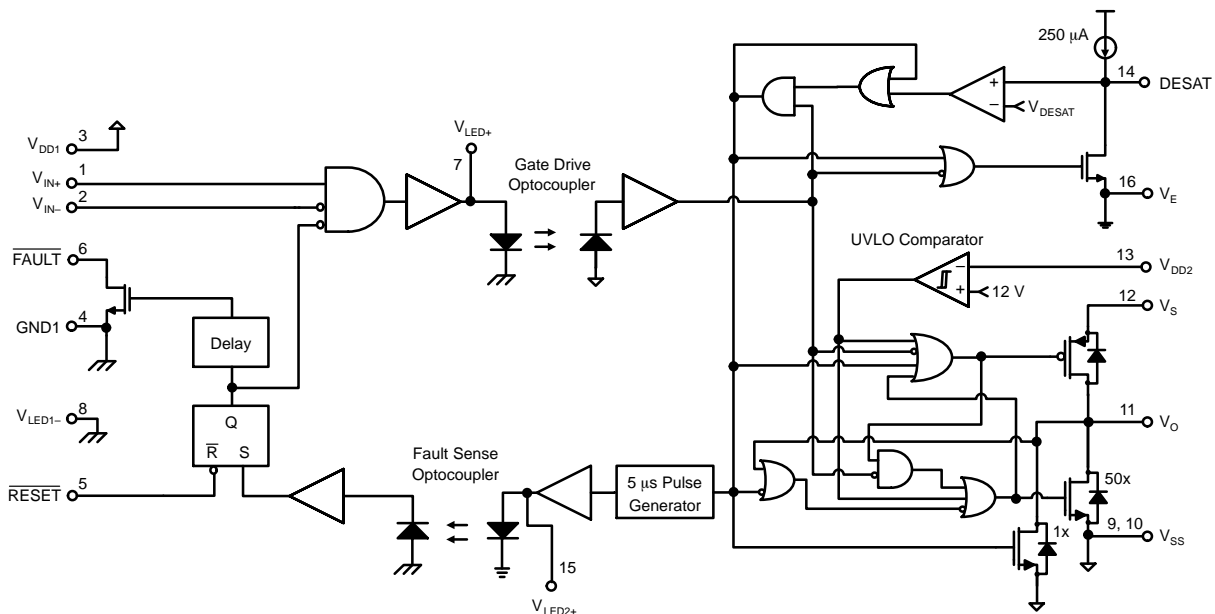 250 μA
14
DESAT
+
−
V_DESAT
3
V_DD1
V_LED+
7
Gate Drive
Optocoupler
1
V_IN+
2
V_IN–
16
V_E
UVLO Comparator
6
FAULT
13
V_DD2
−
+
12 V
12
V_S
4
GND1
Delay
8
V_LED1–
Q
R S
11
V_O
Fault Sense
Optocoupler
5 μs Pulse
Generator
50x
5
RESET
1x
9, 10
V_SS
15
V_LED2+